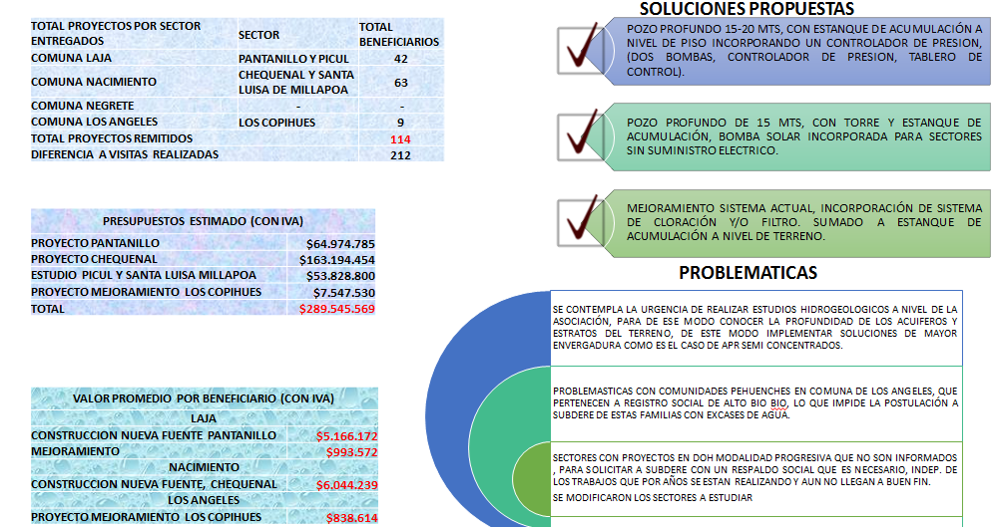 TOTAL PROYECTOS POR SECTOR
ENTREGADOS
SECTOR
TOTAL
BENEFICIARIOS
COMUNA LAJA PANTANILLO Y PICUL 42
COMUNA NACIMIENTO CHEQUENAL Y SANTA
LUISA DE MILLAPOA 63
COMUNA NEGRETE - -
COMUNA LOS ANGELES LOS COPIHUES 9
TOTAL PROYECTOS REMITIDOS 114
DIFERENCIA A VISITAS REALIZADAS 212
PRESUPUESTOS ESTIMADO (CON IVA)
PROYECTO PANTANILLO $64.974.785
PROYECTO CHEQUENAL $163.194.454
ESTUDIO PICUL Y SANTA LUISA MILLAPOA $53.828.800
PROYECTO MEJORAMIENTO LOS COPIHUES $7.547.530
TOTAL $289.545.569
VALOR PROMEDIO POR BENEFICIARIO (CON IVA)
LAJA
CONSTRUCCION NUEVA FUENTE PANTANILLO $5.166.172
MEJORAMIENTO $993.572
NACIMIENTO
CONSTRUCCION NUEVA FUENTE, CHEQUENAL $6.044.239
LOS ANGELES
PROYECTO MEJORAMIENTO LOS COPIHUES $838.614
SOLUCIONES PROPUESTAS
POZO PROFUNDO 15-20 MTS, CON ESTANQUE DE ACUMULACIÓN A
NIVEL DE PISO INCORPORANDO UN CONTROLADOR DE PRESION,
(DOS BOMBAS, CONTROLADOR DE PRESION, TABLERO DE
CONTROL).
POZO PROFUNDO DE 15 MTS, CON TORRE Y ESTANQUE DE
ACUMULACIÓN, BOMBA SOLAR INCORPORADA PARA SECTORES
SIN SUMINISTRO ELECTRICO.
MEJORAMIENTO SISTEMA ACTUAL, INCORPORACIÓN DE SISTEMA
DE CLORACIÓN Y/O FILTRO. SUMADO A ESTANQUE DE
ACUMULACIÓN A NIVEL DE TERRENO.
PROBLEMATICAS
SE CONTEMPLA LA URGENCIA DE REALIZAR ESTUDIOS HIDROGEOLOGICOS A NIVEL DE LA
ASOCIACIÓN, PARA DE ESE MODO CONOCER LA PROFUNDIDAD DE LOS ACUIFEROS Y
ESTRATOS DEL TERRENO, DE ESTE MODO IMPLEMENTAR SOLUCIONES DE MAYOR
ENVERGADURA COMO ES EL CASO DE APR SEMI CONCENTRADOS.
PROBLEMASTICAS CON COMUNIDADES PEHUENCHES EN COMUNA DE LOS ANGELES, QUE
PERTENECEN A REGISTRO SOCIAL DE ALTO BIO BIO, LO QUE IMPIDE LA POSTULACIÓN A
SUBDERE DE ESTAS FAMILIAS CON EXCASES DE AGUA.
SECTORES CON PROYECTOS EN DOH MODALIDAD PROGRESIVA QUE NO SON INFORMADOS
, PARA SOLICITAR A SUBDERE CON UN RESPALDO SOCIAL QUE ES NECESARIO, INDEP. DE
LOS TRABAJOS QUE POR AÑOS SE ESTAN REALIZANDO Y AUN NO LLEGAN A BUEN FIN.
SE MODIFICARON LOS SECTORES A ESTUDIAR